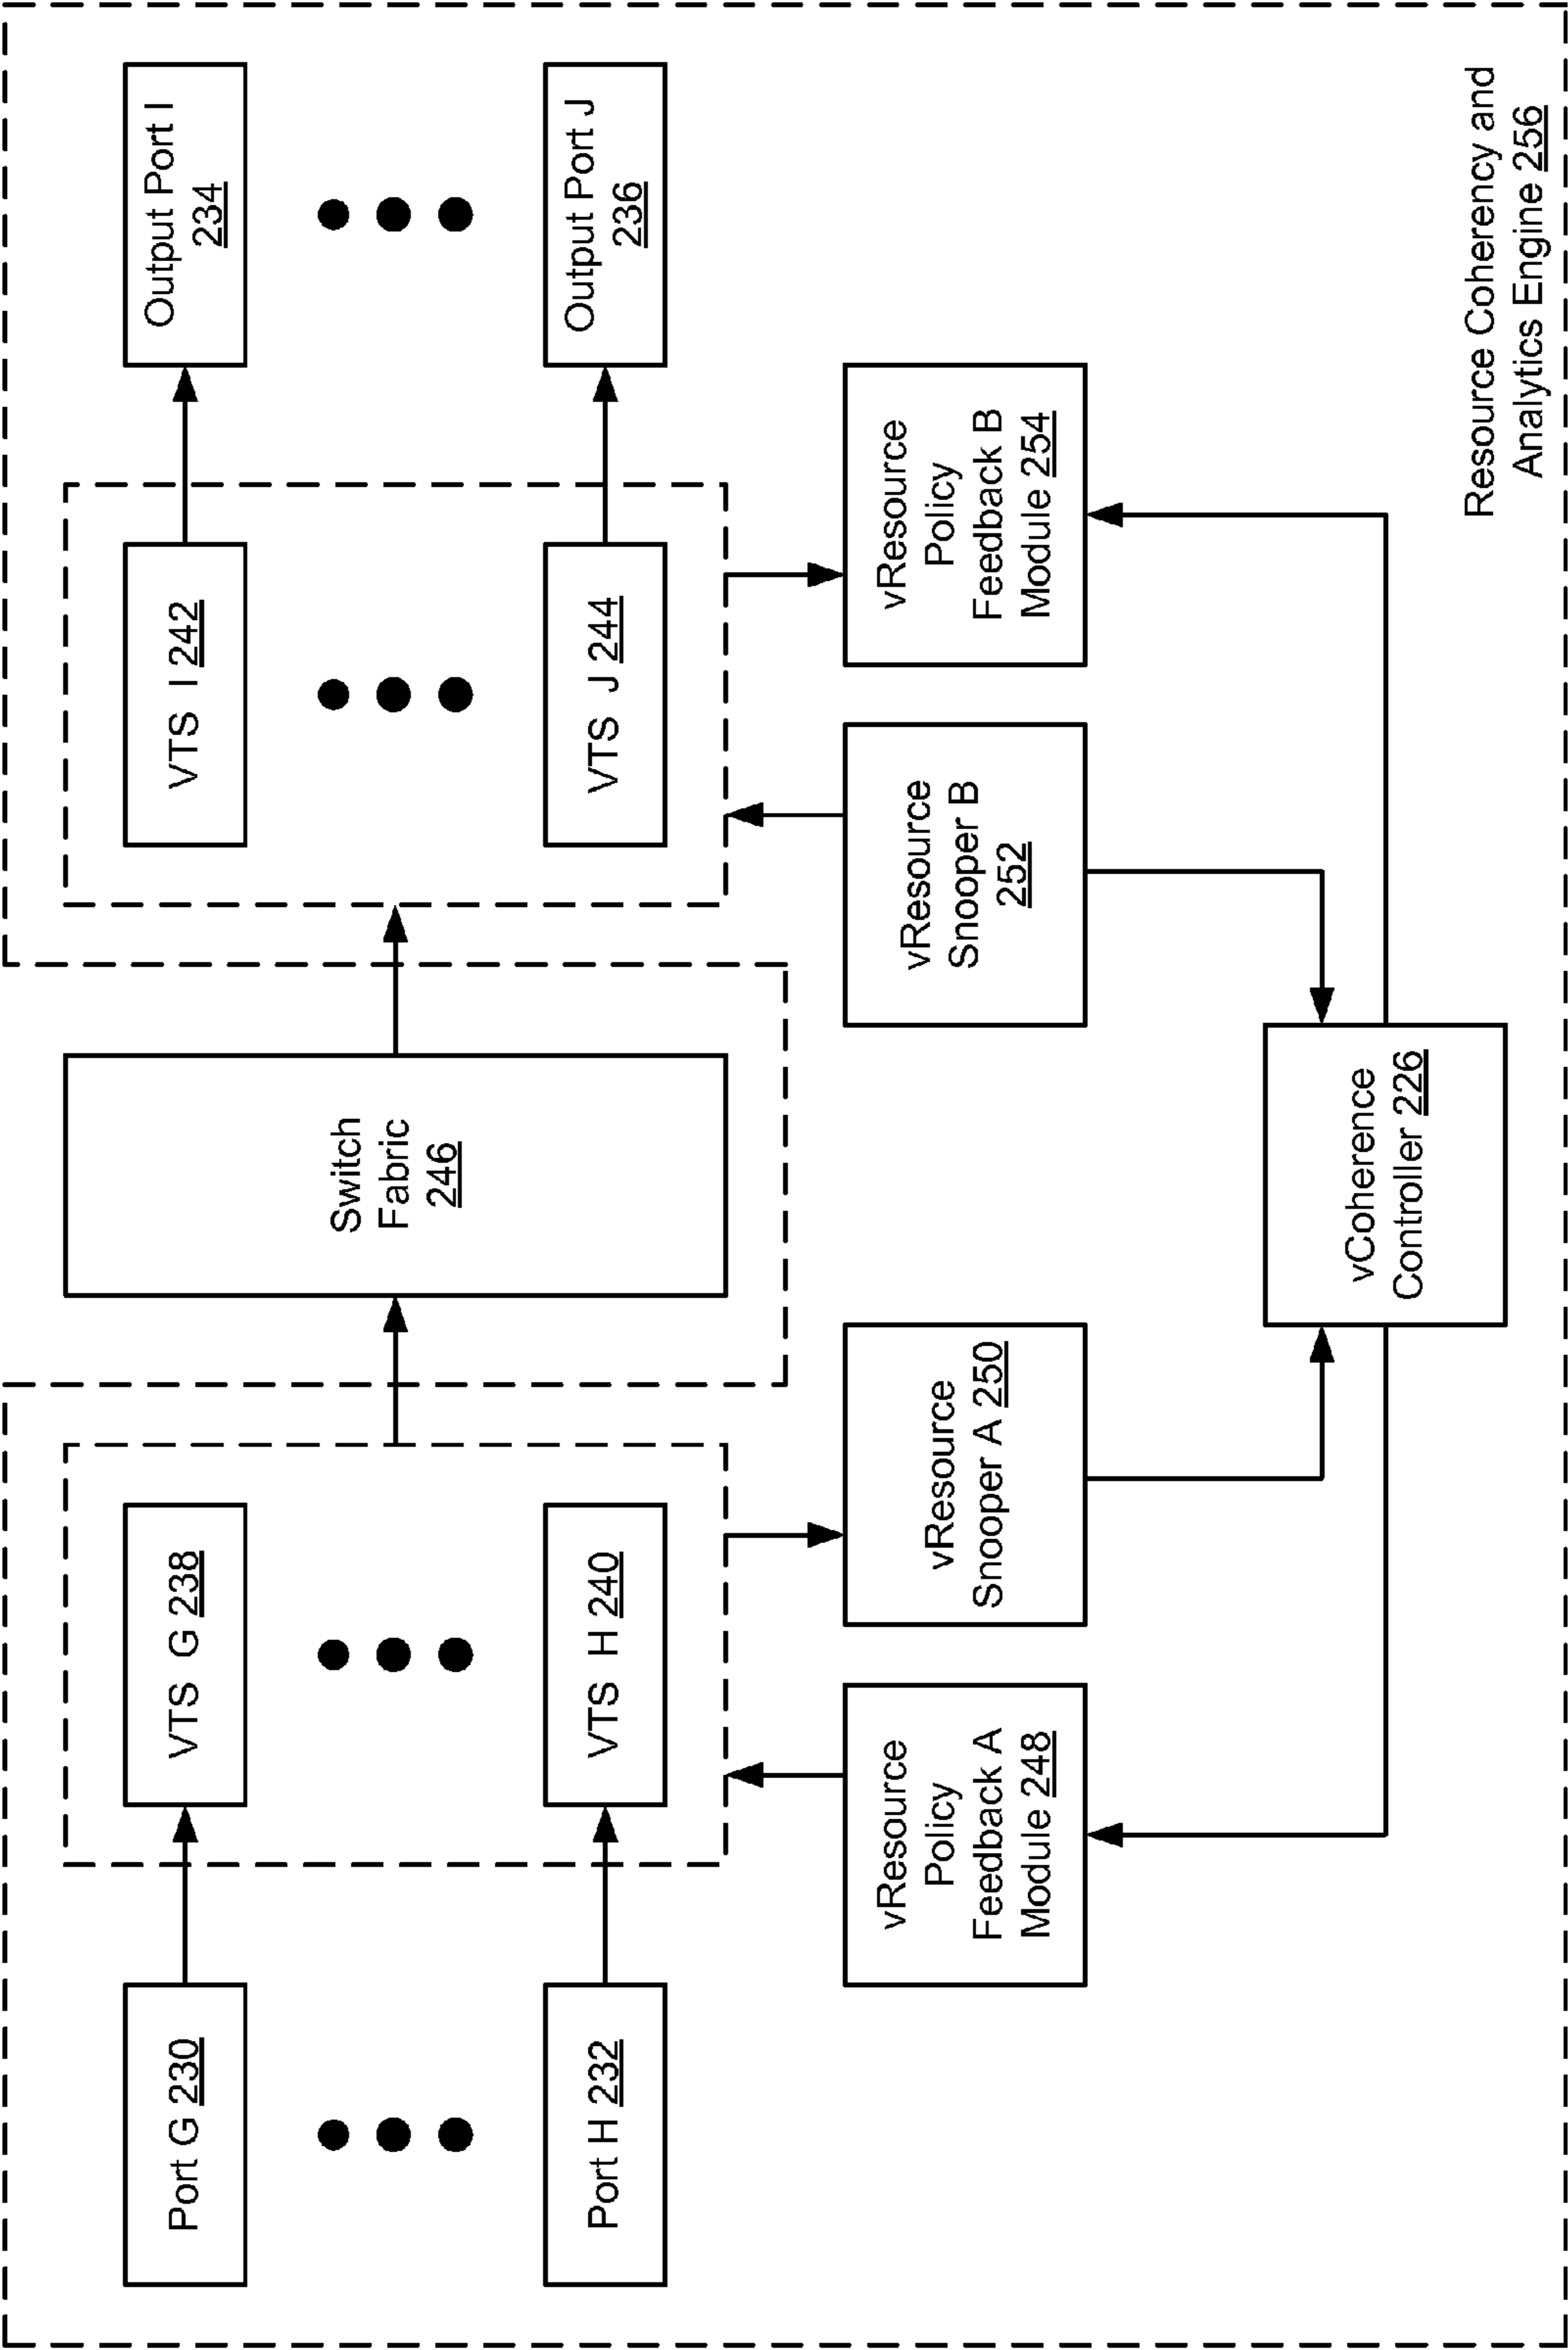 Port G 230
VTS G 238
Switch
Fabric
246
VTS I 242
Output Port I
234
Port H 232
VTS H 240
VTS J 244
Output Port J
236
vResource
Policy
Feedback A
Module 248
vResource
Snooper A 250
vResource
Snooper B
252
vResource
Policy
Feedback B
Module 254
vCoherence
Controller 226
Resource Coherency and
Analytics Engine 256